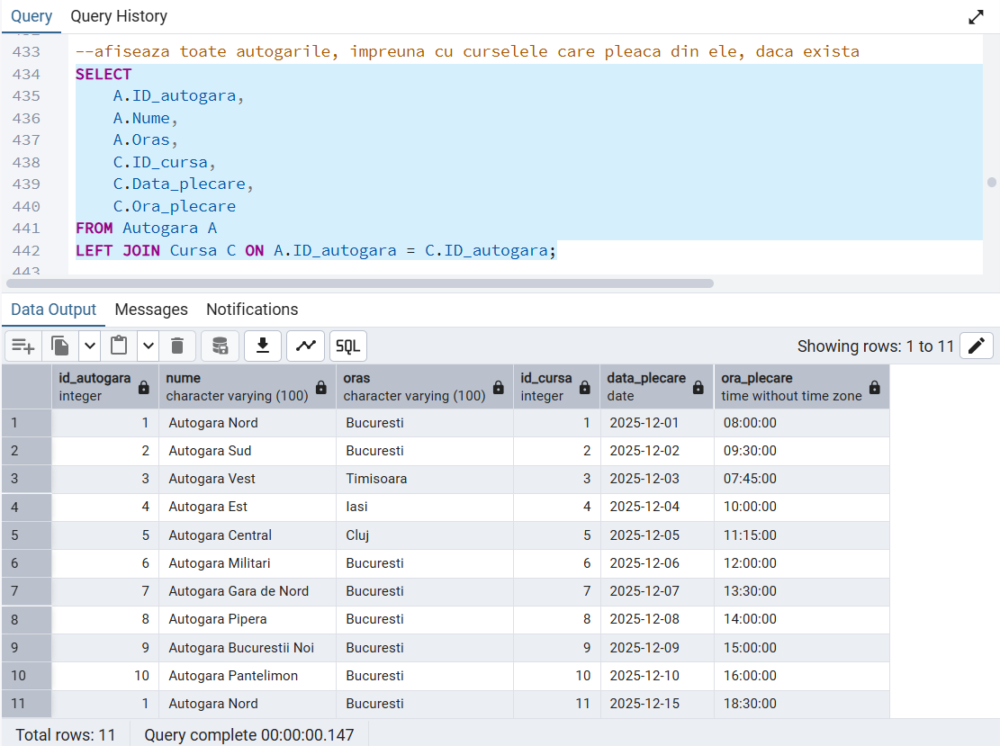 Query Query History
433 --afiseaza toate autogarile, impreuna cu curselele care pleaca din ele, daca exista
434 SELECT
435 A.ID_autogara,
436 A.Nume,
437 A.Oras,
438 C.ID_cursa,
439 C.Data_plecare,
440 C.Ora_plecare
441 FROM Autogara A
442 LEFT JOIN Cursa C ON A.ID_autogara = C.ID_autogara;
443
Data Output Messages Notifications
SQL Showing rows: 1 to 11
id_autogara nume oras id_cursa data_plecare ora_plecare
integer character varying (100) character varying (100) integer date time without time zone
1 1 Autogara Nord Bucuresti 1 2025-12-01 08:00:00
2 2 Autogara Sud Bucuresti 2 2025-12-02 09:30:00
3 3 Autogara Vest Timisoara 3 2025-12-03 07:45:00
4 4 Autogara Est Iasi 4 2025-12-04 10:00:00
5 5 Autogara Central Cluj 5 2025-12-05 11:15:00
6 6 Autogara Militari Bucuresti 6 2025-12-06 12:00:00
7 7 Autogara Gara de Nord Bucuresti 7 2025-12-07 13:30:00
8 8 Autogara Pipera Bucuresti 8 2025-12-08 14:00:00
9 9 Autogara Bucurestii Noi Bucuresti 9 2025-12-09 15:00:00
10 10 Autogara Pantelimon Bucuresti 10 2025-12-10 16:00:00
11 1 Autogara Nord Bucuresti 11 2025-12-15 18:30:00
Total rows: 11 Query complete 00:00:00.147